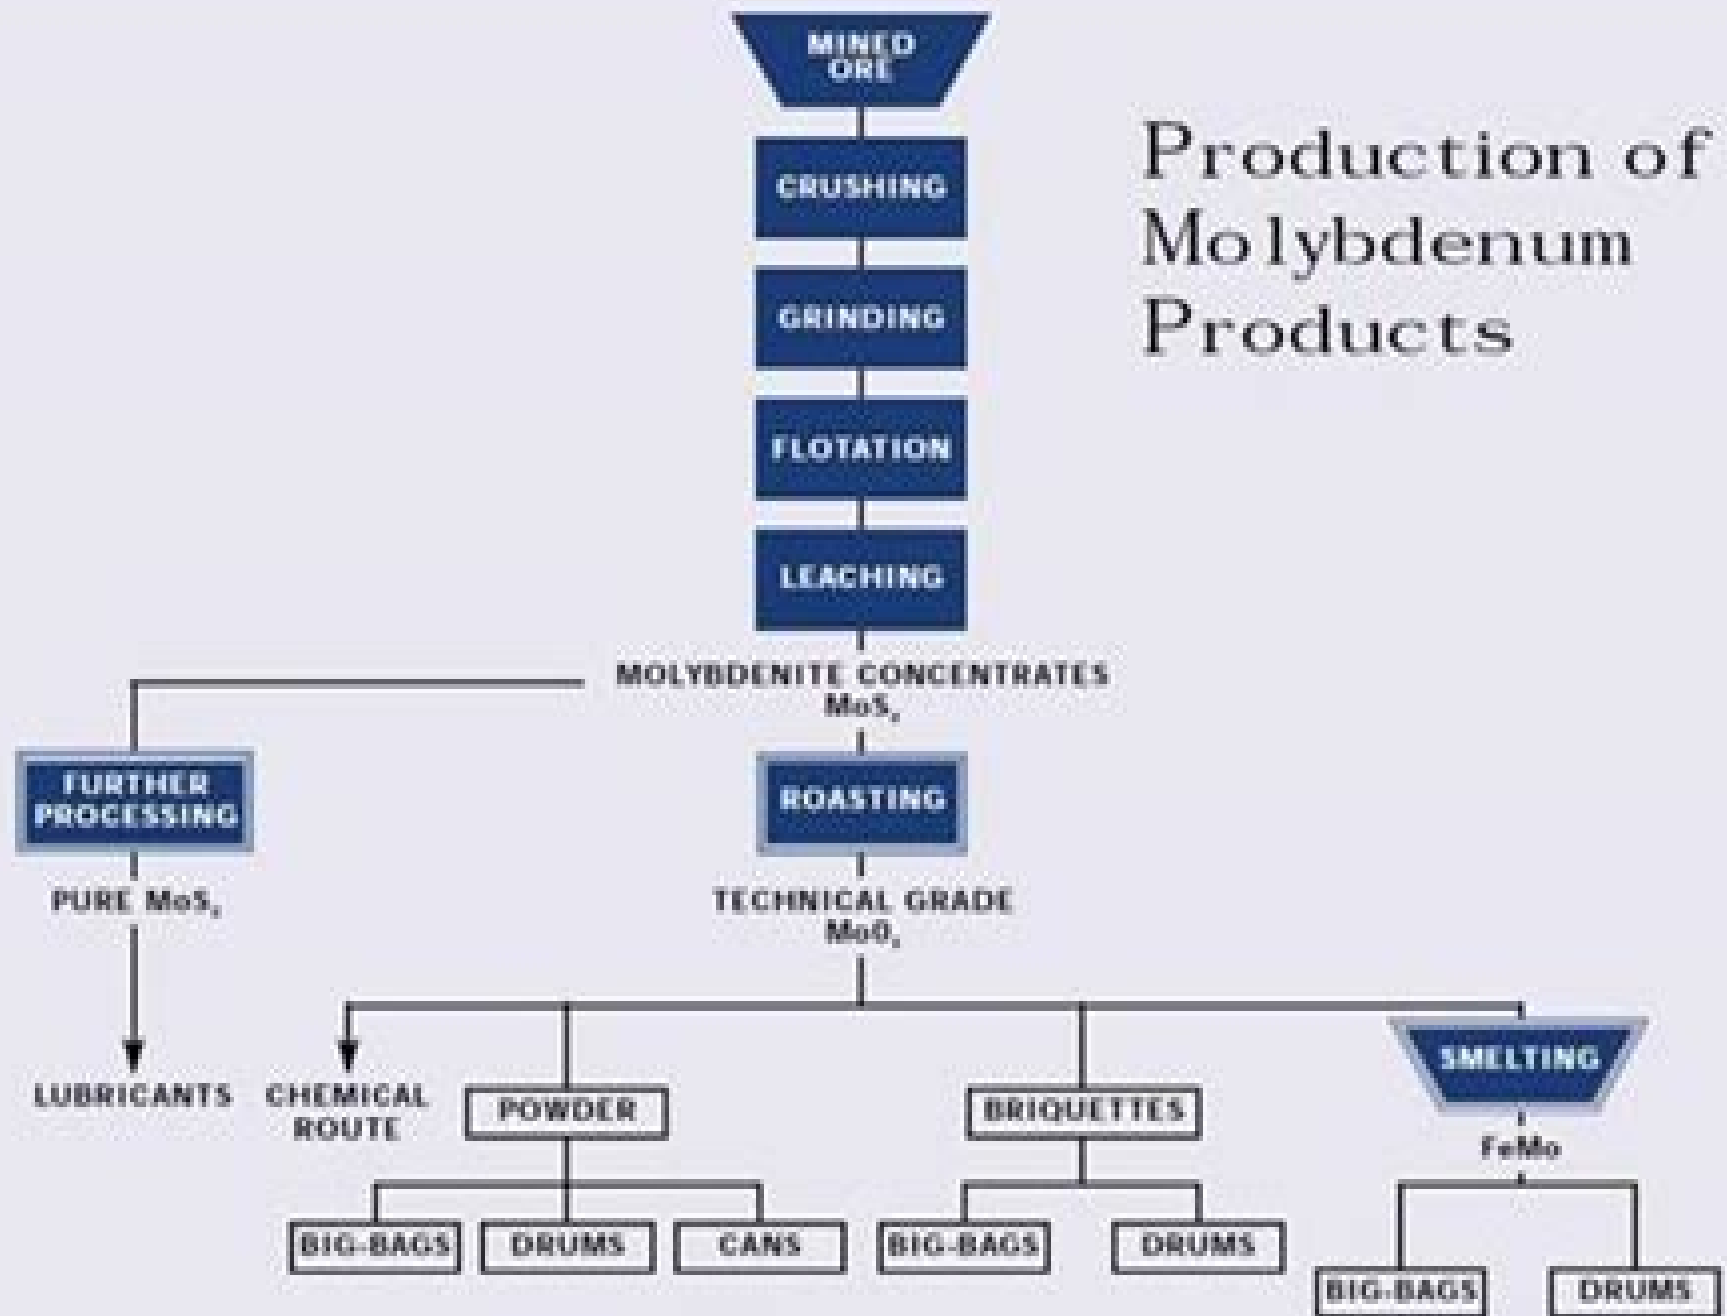 MINED
ORE
Production of
Molybdenum
Products
CRUSHING
GRINDING
FLOTATION
LEACHING
MOLYBDENITE CONCENTRATES
MoS₂
FURTHER
PROCESSING
ROASTING
PURE MoS₂
TECHNICAL GRADE
MoO₃
LUBRICANTS
CHEMICAL
ROUTE
POWDER
BRIQUETTES
SMELTING
FeMo
BIG-BAGS
DRUMS
CANS
BIG-BAGS
DRUMS
BIG-BAGS
DRUMS